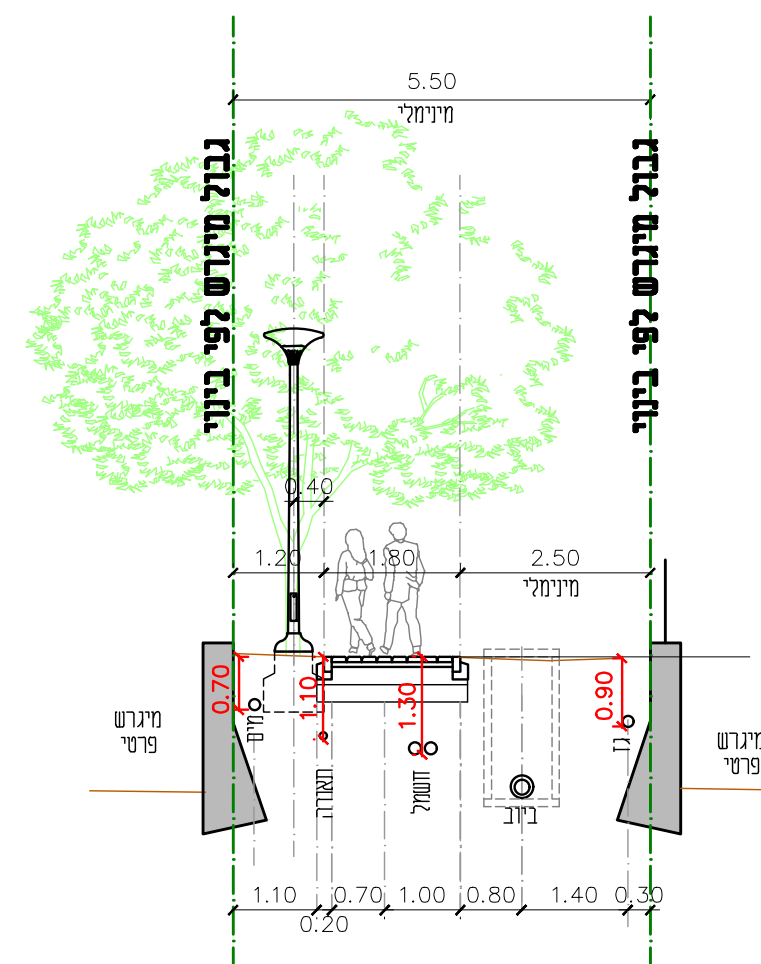 5.50
מינימלי
גבול מיגרש לפי בינוי
גבול מיגרש לפי בינוי
0.40
1.20
1.80
2.50
מינימלי
0.70
1.10
1.30
0.90
מים
תאורה
חשמל
ביוב
גז
מיגרש
פרטי
מיגרש
פרטי
1.10
0.20
0.70
1.00
0.80
1.40
0.30